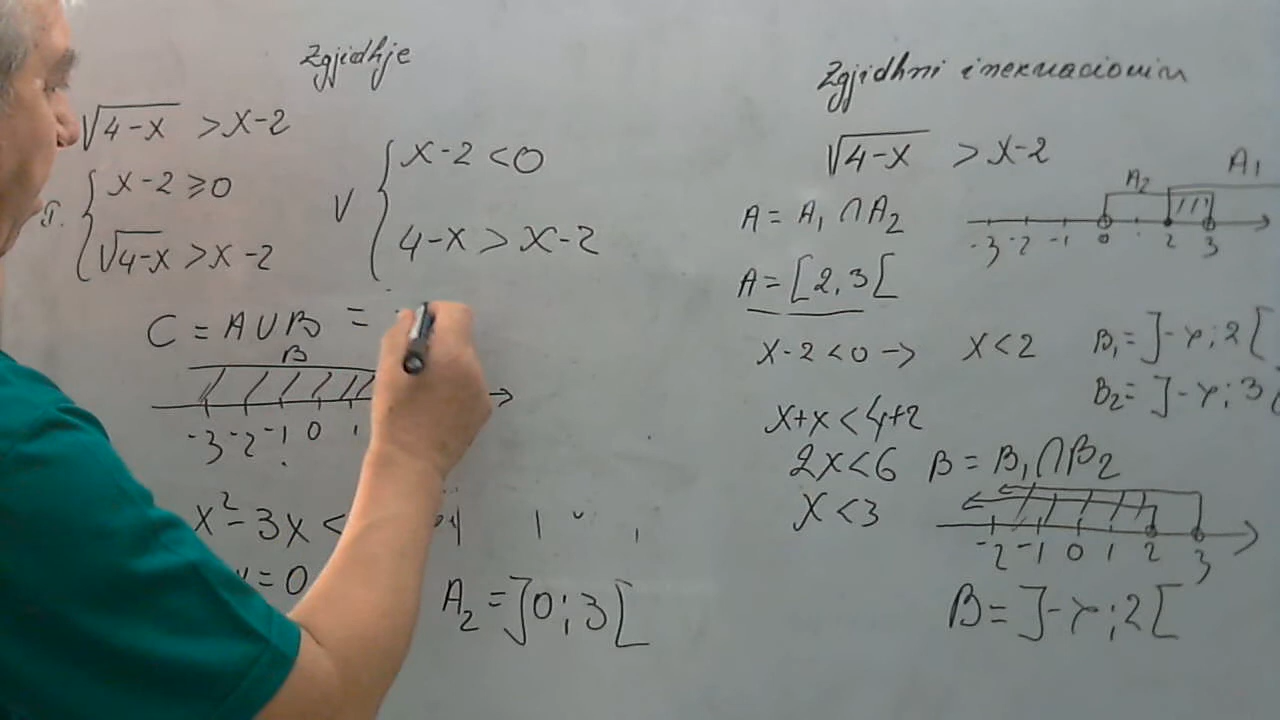 Zgjidhje
√4-x > x-2
I. { x-2 ≥ 0
√4-x > x-2
V { x-2 < 0
4-x > x-2
C = A ∪ B =
B
-3 -2 -1 0 1
x² - 3x <
= 0
A₂ = ]0; 3[
Zgjidhni inekuacionin
√4-x > x-2
A = A₁ ∩ A₂
A₂ A₁
-3 -2 -1 0 2 3
A = [2, 3[
x-2 < 0 → x < 2
B₁ = ]-∞; 2[
B₂ = ]-∞; 3[
x+x < 4+2
2x < 6
x < 3
B = B₁ ∩ B₂
-2 -1 0 1 2 3
B = ]-∞; 2[